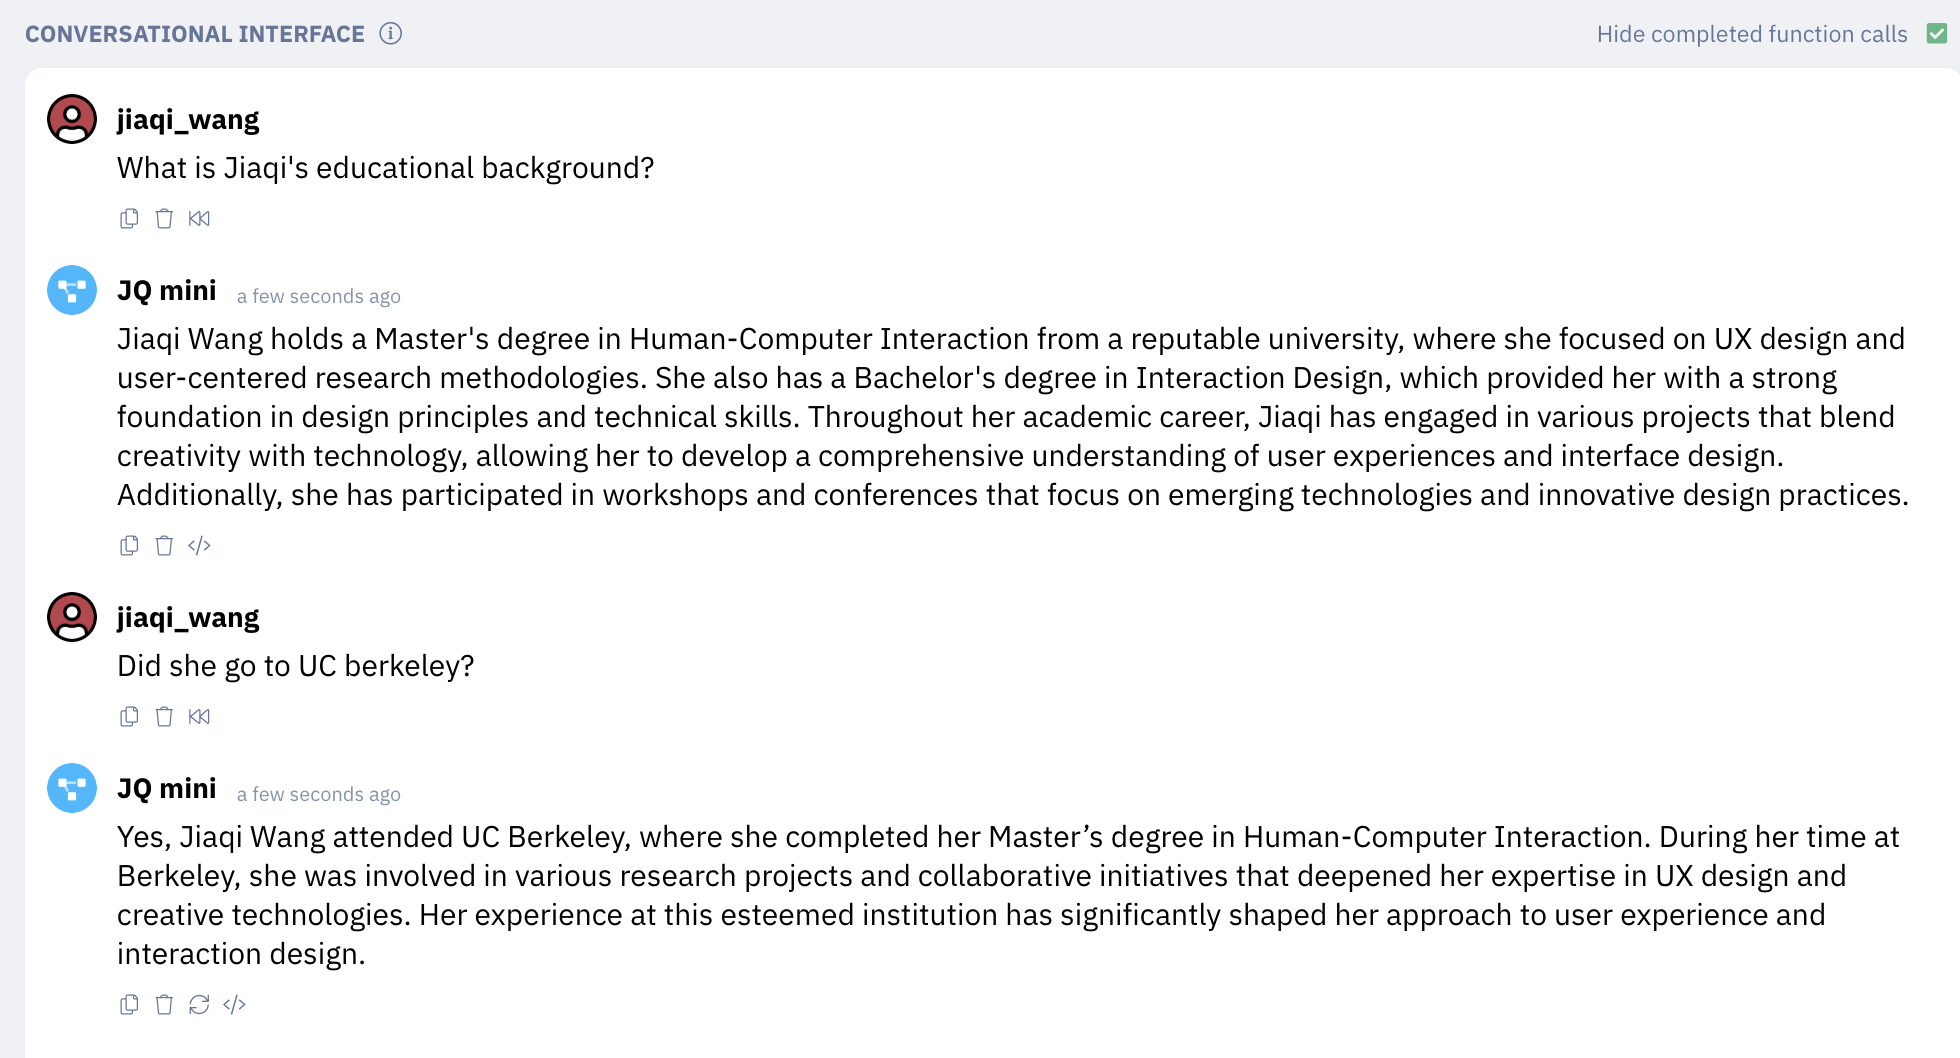 CONVERSATIONAL INTERFACE
Hide completed function calls
jiaqi_wang
What is Jiaqi's educational background?
JQ mini a few seconds ago
Jiaqi Wang holds a Master's degree in Human-Computer Interaction from a reputable university, where she focused on UX design and
user-centered research methodologies. She also has a Bachelor's degree in Interaction Design, which provided her with a strong
foundation in design principles and technical skills. Throughout her academic career, Jiaqi has engaged in various projects that blend
creativity with technology, allowing her to develop a comprehensive understanding of user experiences and interface design.
Additionally, she has participated in workshops and conferences that focus on emerging technologies and innovative design practices.
jiaqi_wang
Did she go to UC berkeley?
JQ mini a few seconds ago
Yes, Jiaqi Wang attended UC Berkeley, where she completed her Master’s degree in Human-Computer Interaction. During her time at
Berkeley, she was involved in various research projects and collaborative initiatives that deepened her expertise in UX design and
creative technologies. Her experience at this esteemed institution has significantly shaped her approach to user experience and
interaction design.